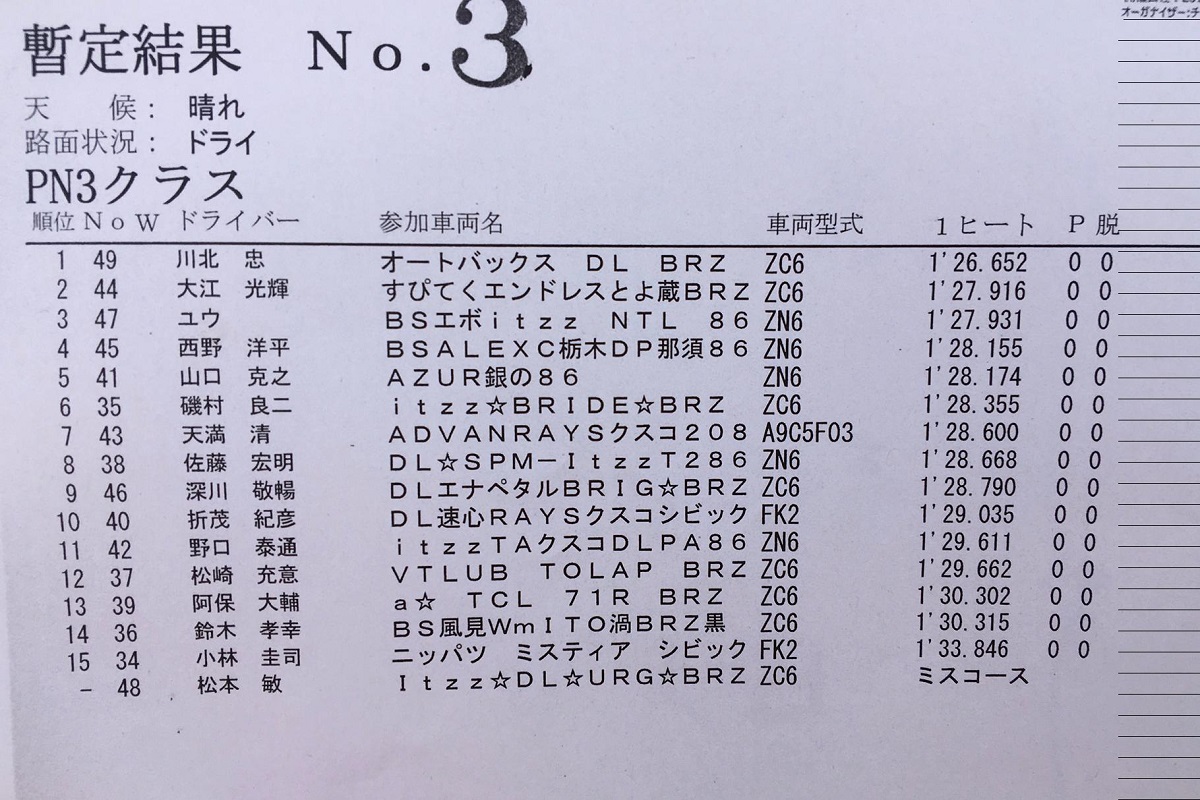 オーガナイザー:チ
暫定結果 No.3
天 候: 晴れ
路面状況: ドライ
PN3クラス
順位 No W ドライバー 参加車両名 車両型式 1ヒート P 脱
1 49 川北 忠 オートバックス DL BRZ ZC6 1'26.652 0 0
2 44 大江 光輝 すぴてくエンドレスとよ蔵BRZ ZC6 1'27.916 0 0
3 47 ユウ BSエボitzz NTL 86 ZN6 1'27.931 0 0
4 45 西野 洋平 BSALEXC栃木DP那須86 ZN6 1'28.155 0 0
5 41 山口 克之 AZUR銀の86 ZN6 1'28.174 0 0
6 35 磯村 良二 itzz☆BRIDE☆BRZ ZC6 1'28.355 0 0
7 43 天満 清 ADVANRAYSクスコ208 A9C5F03 1'28.600 0 0
8 38 佐藤 宏明 DL☆SPM-ItzzT286 ZN6 1'28.668 0 0
9 46 深川 敬暢 DLエナペタルBRIG☆BRZ ZC6 1'28.790 0 0
10 40 折茂 紀彦 DL速心RAYSクスコシビック FK2 1'29.035 0 0
11 42 野口 泰通 itzzTAクスコDLPA86 ZN6 1'29.611 0 0
12 37 松崎 充意 VTLUB TOLAP BRZ ZC6 1'29.662 0 0
13 39 阿保 大輔 a☆ TCL 71R BRZ ZC6 1'30.302 0 0
14 36 鈴木 孝幸 BS風見WmITO渦BRZ黒 ZC6 1'30.315 0 0
15 34 小林 圭司 ニッパツ ミスティア シビック FK2 1'33.846 0 0
- 48 松本 敏 Itzz☆DL☆URG☆BRZ ZC6 ミスコース